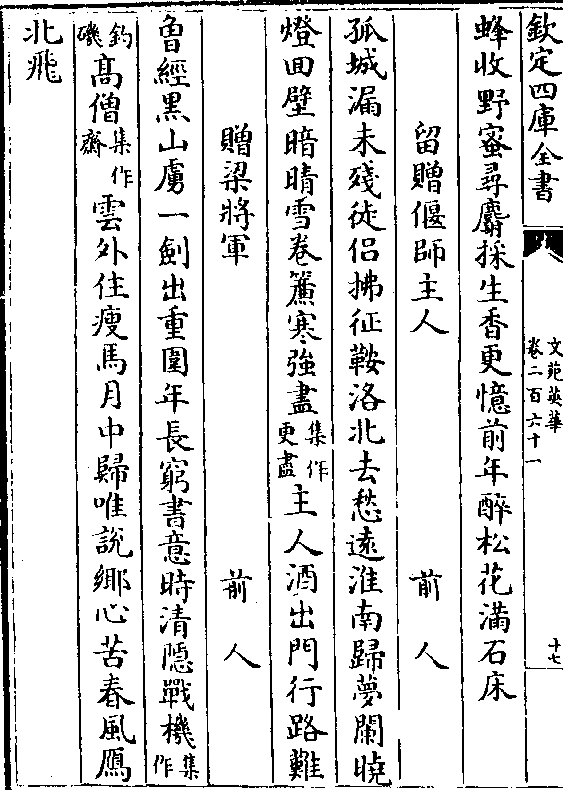 欽定四庫全書
文苑英華
卷二百六十一
十七
蜂收野蜜尋麝採生香更憶前年醉松花滿石床
留贈偃師主人 前人
孤城漏未殘徒侶拂征鞍洛北去愁遠淮南歸夢闌曉
燈回壁暗晴雪卷簾寒強盡集作更盡主人酒出門行路難
贈梁將軍 前人
曾經黒山虜一劍出重圍年長窮書意時清隱戰機集作
釣磯髙僧集作齋雲外住瘦馬月中歸唯說鄉心苦春風鴈
北飛